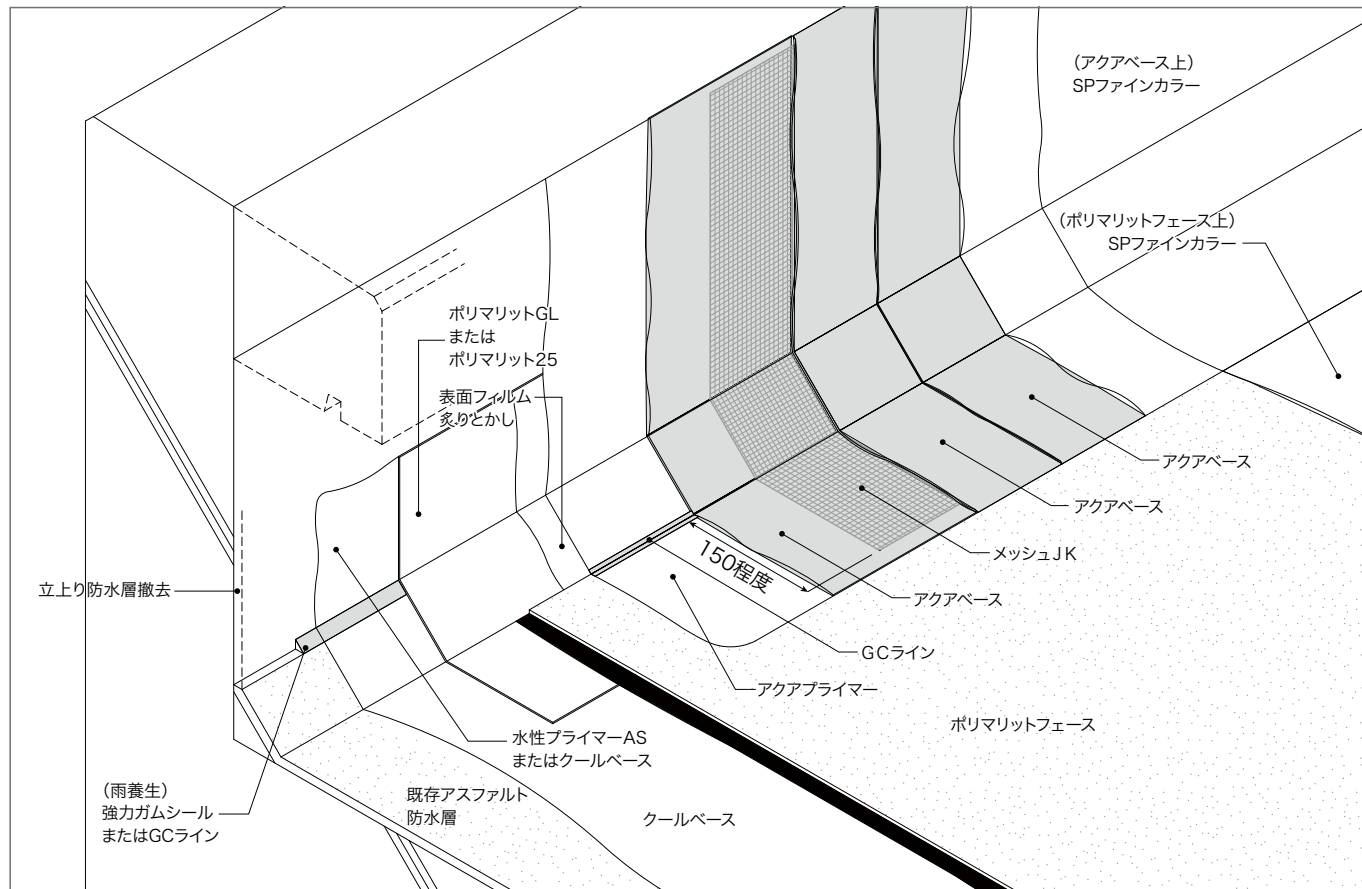 （アクアベース上）
SPファインカラー
（ポリマリットフェース上）
SPファインカラー
ポリマリットGL
または
ポリマリット25
表面フィルム
炙りとかし
アクアベース
アクアベース
メッシュJK
アクアベース
150程度
GCライン
アクアプライマー
立上り防水層撤去
ポリマリットフェース
水性プライマーAS
またはクールベース
（雨養生）
強力ガムシール
またはGCライン
既存アスファルト
防水層
クールベース